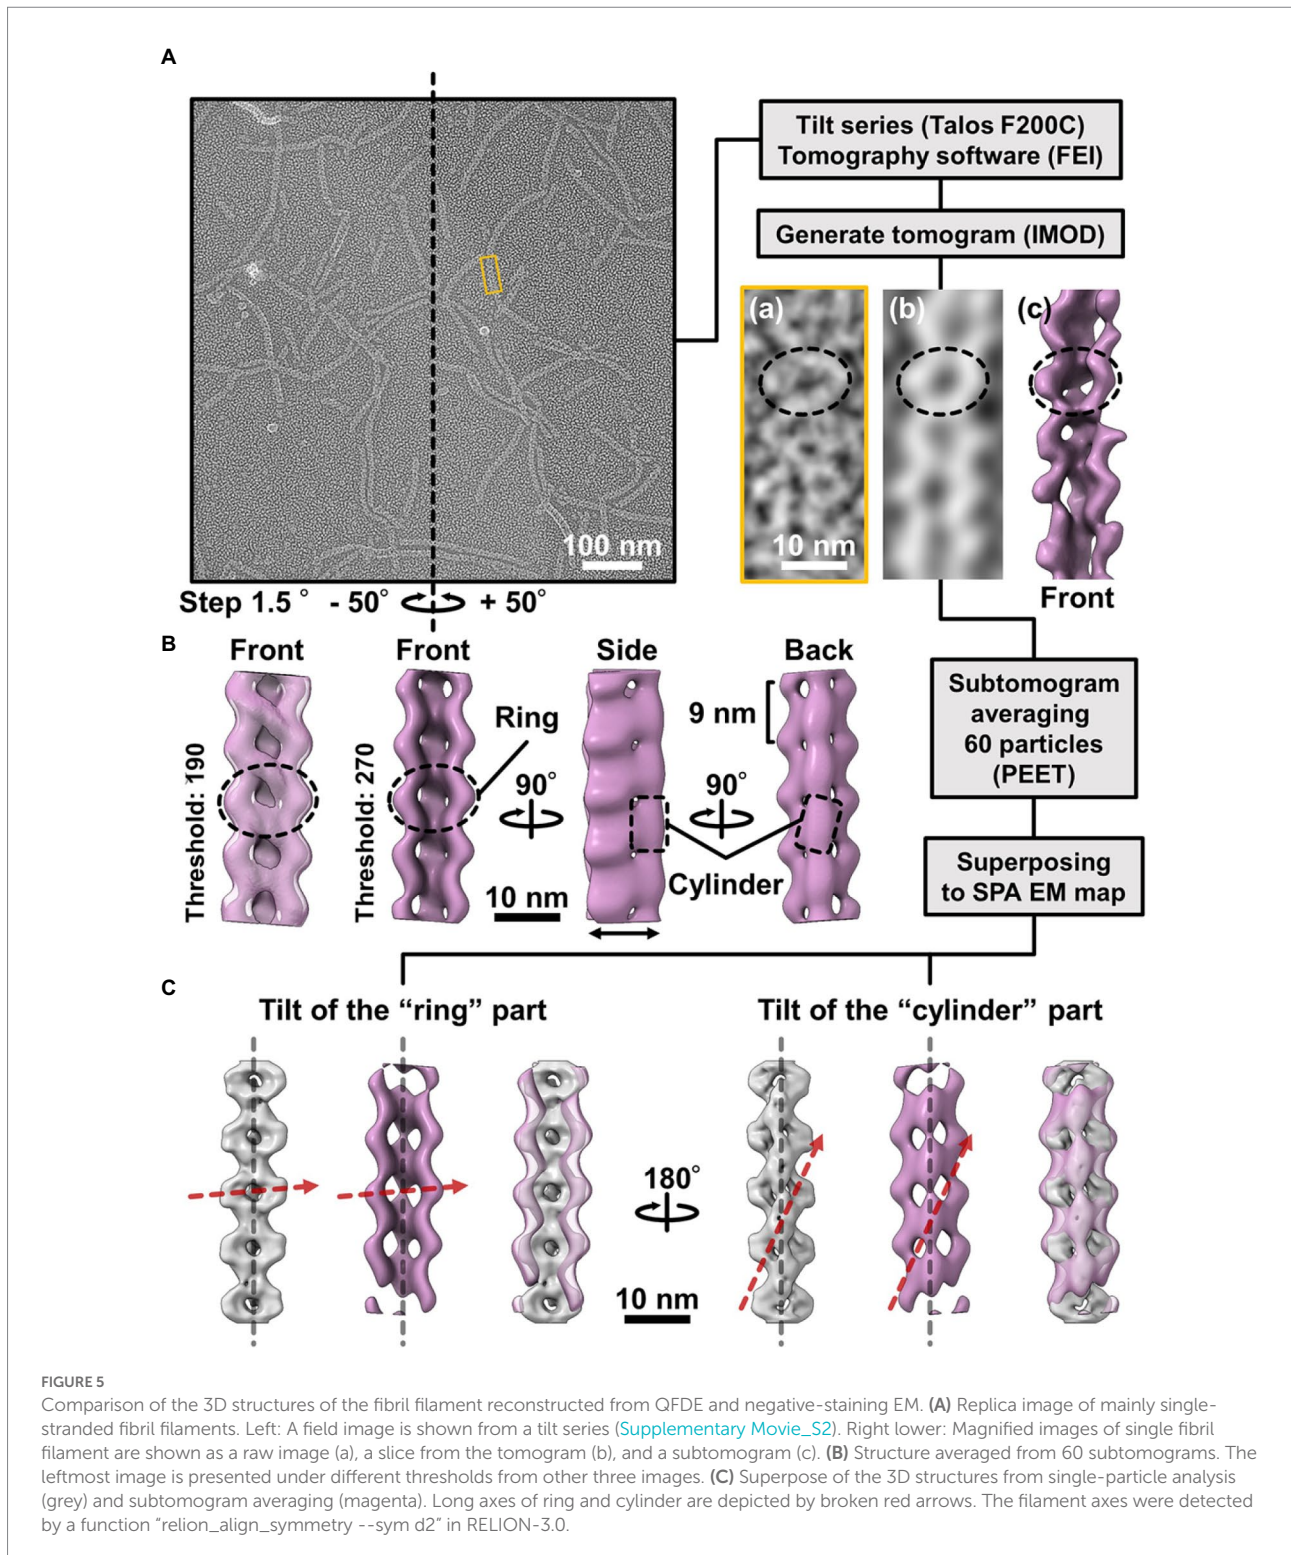 A
Tilt series (Talos F200C)
Tomography software (FEI)
Generate tomogram (IMOD)
(a)
(b)
(c)
100 nm
10 nm
Front
Step 1.5° - 50° + 50°
B
Front
Front
Side
Back
Ring
9 nm
90°
90°
Threshold: 190
Threshold: 270
Cylinder
10 nm
Subtomogram
averaging
60 particles
(PEET)
Superposing
to SPA EM map
C
Tilt of the “ring” part
Tilt of the “cylinder” part
180°
10 nm
FIGURE 5
Comparison of the 3D structures of the fibril filament reconstructed from QFDE and negative-staining EM. (A) Replica image of mainly single-
stranded fibril filaments. Left: A field image is shown from a tilt series (Supplementary Movie_S2). Right lower: Magnified images of single fibril
filament are shown as a raw image (a), a slice from the tomogram (b), and a subtomogram (c). (B) Structure averaged from 60 subtomograms. The
leftmost image is presented under different thresholds from other three images. (C) Superpose of the 3D structures from single-particle analysis
(grey) and subtomogram averaging (magenta). Long axes of ring and cylinder are depicted by broken red arrows. The filament axes were detected
by a function “relion_align_symmetry --sym d2” in RELION-3.0.